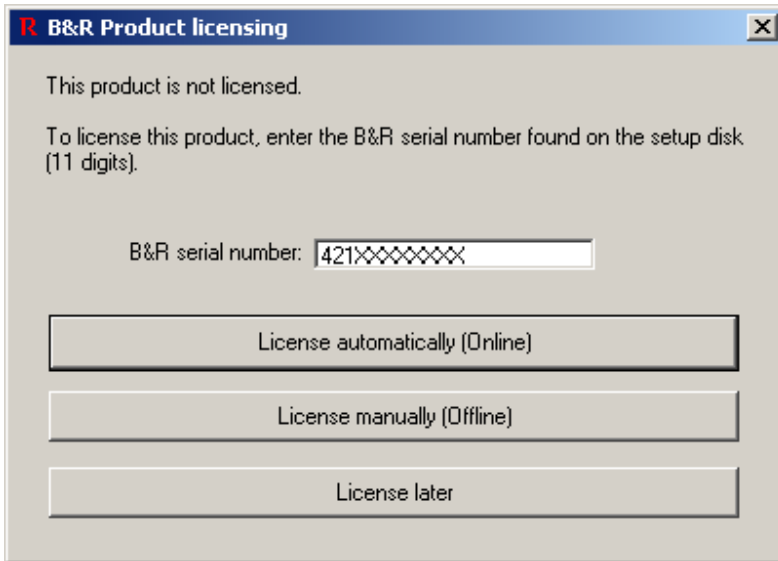 R B&R Product licensing
This product is not licensed.
To license this product, enter the B&R serial number found on the setup disk
(11 digits).
B&R serial number: 421XXXXXXXX
License automatically (Online)
License manually (Offline)
License later